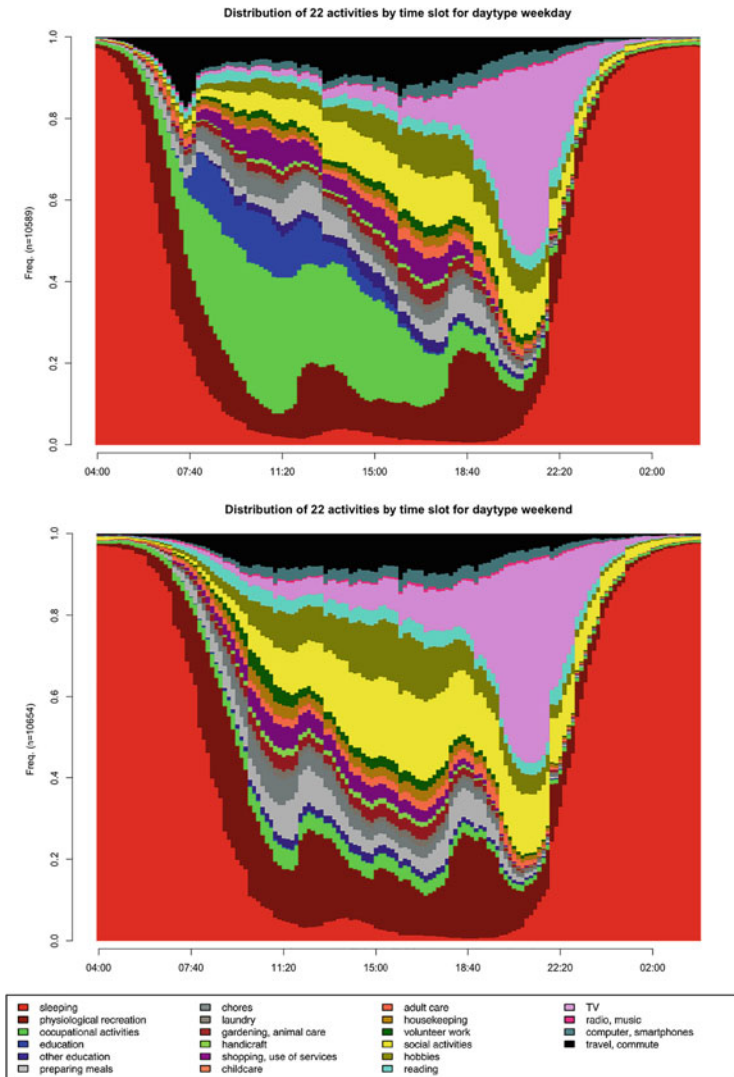 Distribution of 22 activities by time slot for daytype weekday
1.0
0.8
0.6
0.4
0.2
0.0
Freq. (n=10589)
04:00 07:40 11:20 15:00 18:40 22:20 02:00
Distribution of 22 activities by time slot for daytype weekend
1.0
0.8
0.6
0.4
0.2
0.0
Freq. (n=10654)
04:00 07:40 11:20 15:00 18:40 22:20 02:00
sleeping
physiological recreation
occupational activities
education
other education
preparing meals
chores
laundry
gardening, animal care
handicraft
shopping, use of services
childcare
adult care
housekeeping
volunteer work
social activities
hobbies
reading
TV
radio, music
computer, smartphones
travel, commute